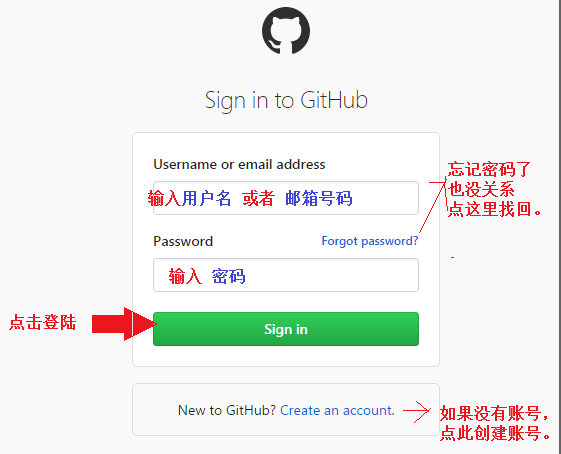 Sign in to GitHub
Username or email address
输入用户名 或者 邮箱号码
忘记密码了
也没关系
点这里找回。
Password
Forgot password?
输入 密码
点击登陆
Sign in
New to GitHub? Create an account.
如果没有账号，
点此创建账号。